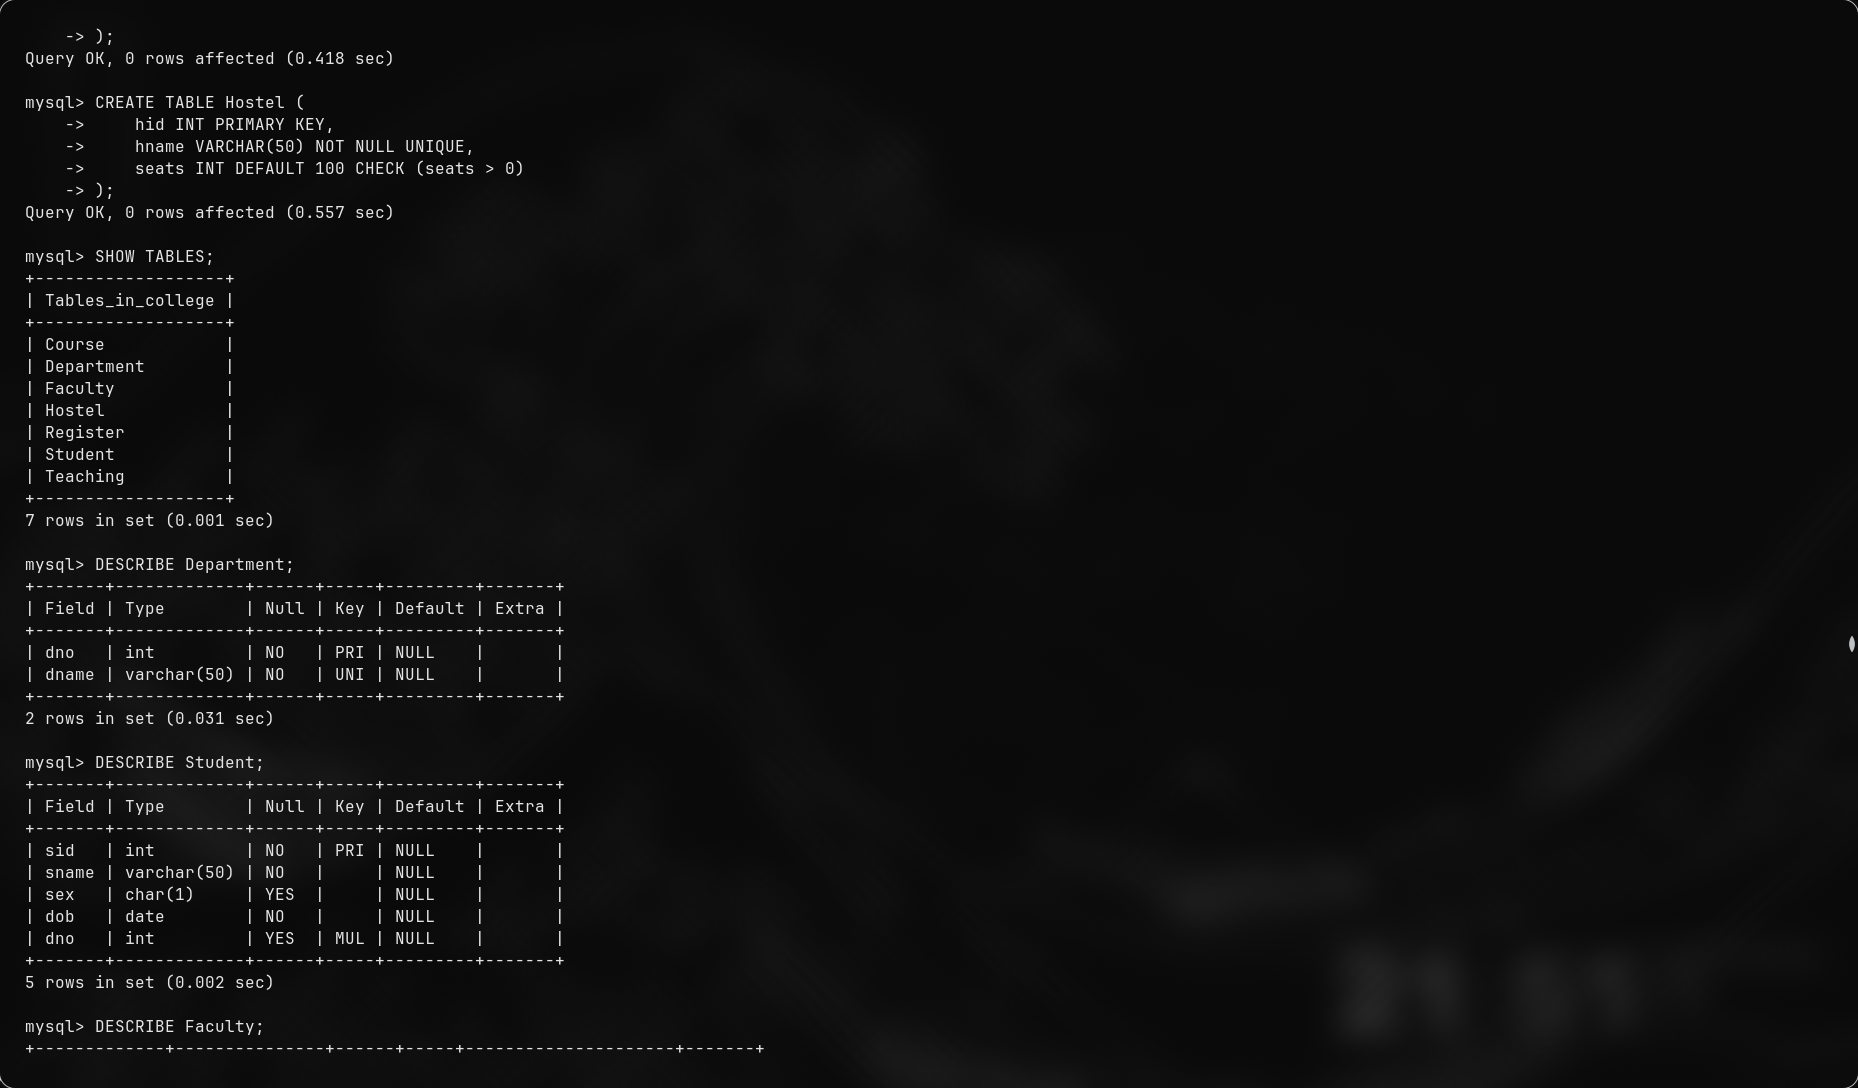 -> );
Query OK, 0 rows affected (0.418 sec)

mysql> CREATE TABLE Hostel (
    ->     hid INT PRIMARY KEY,
    ->     hname VARCHAR(50) NOT NULL UNIQUE,
    ->     seats INT DEFAULT 100 CHECK (seats > 0)
    -> );
Query OK, 0 rows affected (0.557 sec)

mysql> SHOW TABLES;
+-------------------+
| Tables_in_college |
+-------------------+
| Course            |
| Department        |
| Faculty           |
| Hostel            |
| Register          |
| Student           |
| Teaching          |
+-------------------+
7 rows in set (0.001 sec)

mysql> DESCRIBE Department;
+-------+-------------+------+-----+---------+-------+
| Field | Type        | Null | Key | Default | Extra |
+-------+-------------+------+-----+---------+-------+
| dno   | int         | NO   | PRI | NULL    |       |
| dname | varchar(50) | NO   | UNI | NULL    |       |
+-------+-------------+------+-----+---------+-------+
2 rows in set (0.031 sec)

mysql> DESCRIBE Student;
+-------+-------------+------+-----+---------+-------+
| Field | Type        | Null | Key | Default | Extra |
+-------+-------------+------+-----+---------+-------+
| sid   | int         | NO   | PRI | NULL    |       |
| sname | varchar(50) | NO   |     | NULL    |       |
| sex   | char(1)     | YES  |     | NULL    |       |
| dob   | date        | NO   |     | NULL    |       |
| dno   | int         | YES  | MUL | NULL    |       |
+-------+-------------+------+-----+---------+-------+
5 rows in set (0.002 sec)

mysql> DESCRIBE Faculty;
+-------------+---------------+------+-----+---------------------+-------+